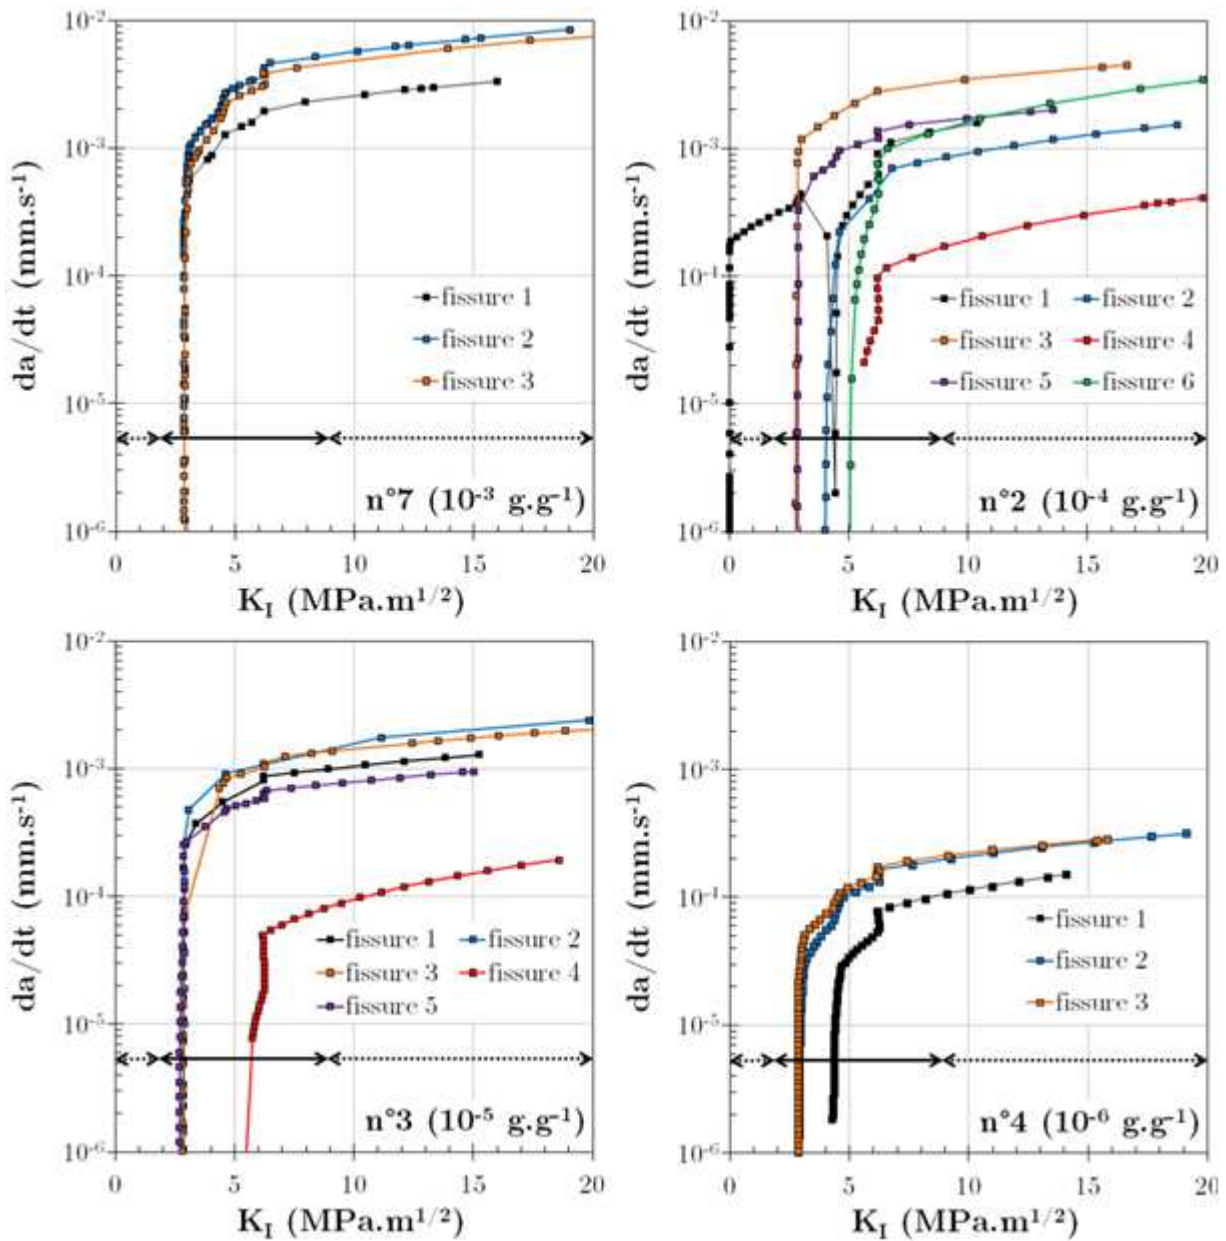 da/dt (mm.s⁻¹)
10⁻²
10⁻³
10⁻⁴
10⁻⁵
10⁻⁶
fissure 1
fissure 2
fissure 3
n°7 (10⁻³ g.g⁻¹)
0 5 10 15 20
K_I (MPa.m^1/2)
da/dt (mm.s⁻¹)
10⁻²
10⁻³
10⁻⁴
10⁻⁵
10⁻⁶
fissure 1 fissure 2
fissure 3 fissure 4
fissure 5 fissure 6
n°2 (10⁻⁴ g.g⁻¹)
0 5 10 15 20
K_I (MPa.m^1/2)
da/dt (mm.s⁻¹)
10⁻²
10⁻³
10⁻⁴
10⁻⁵
10⁻⁶
fissure 1 fissure 2
fissure 3 fissure 4
fissure 5
n°3 (10⁻⁵ g.g⁻¹)
0 5 10 15 20
K_I (MPa.m^1/2)
da/dt (mm.s⁻¹)
10⁻²
10⁻³
10⁻⁴
10⁻⁵
10⁻⁶
fissure 1
fissure 2
fissure 3
n°4 (10⁻⁶ g.g⁻¹)
0 5 10 15 20
K_I (MPa.m^1/2)